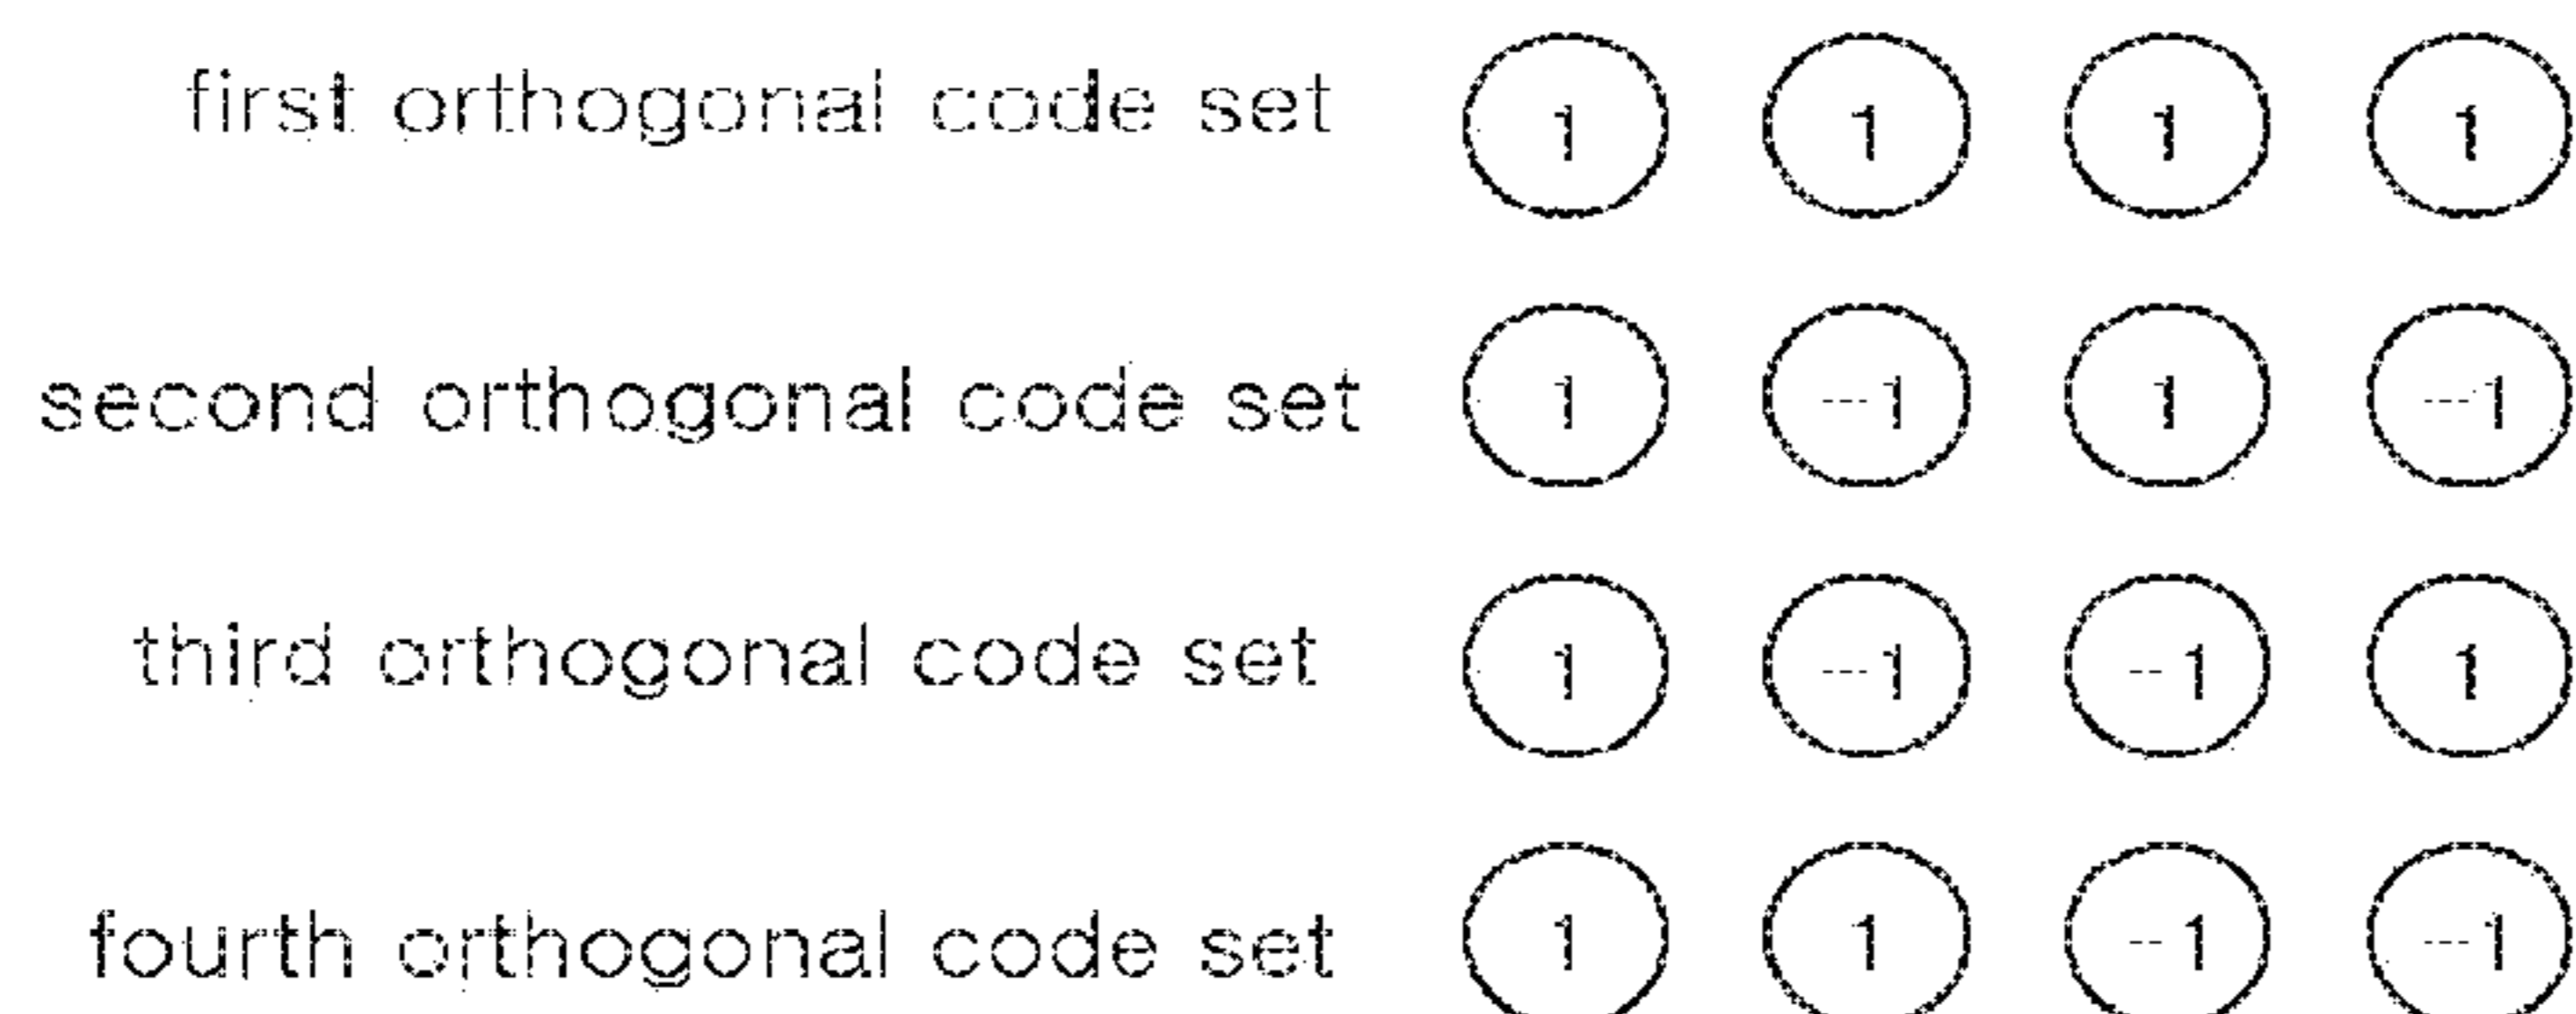 first orthogonal code set 1 1 1 1
second orthogonal code set 1 -1 1 -1
third orthogonal code set 1 -1 -1 1
fourth orthogonal code set 1 1 -1 -1